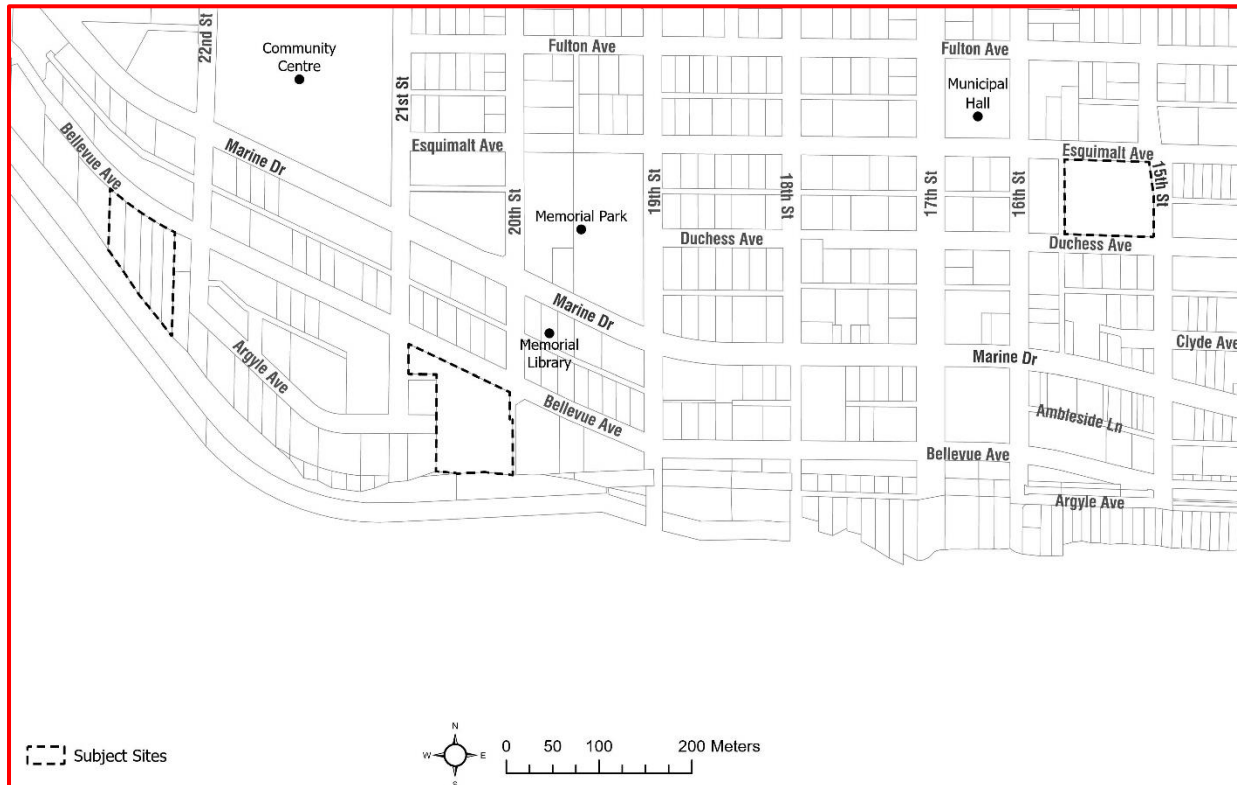 22nd St
Community
Centre
Fulton Ave
Fulton Ave
21st St
Municipal
Hall
Bellevue Ave
Marine Dr
Esquimalt Ave
Esquimalt Ave
15th St
20th St
19th St
18th St
17th St
16th St
Memorial Park
Duchess Ave
Duchess Ave
Marine Dr
Memorial
Library
Clyde Ave
Marine Dr
Argyle Ave
Bellevue Ave
Ambleside Ln
Bellevue Ave
Argyle Ave
Subject Sites
N
W E
S
0 50 100 200 Meters